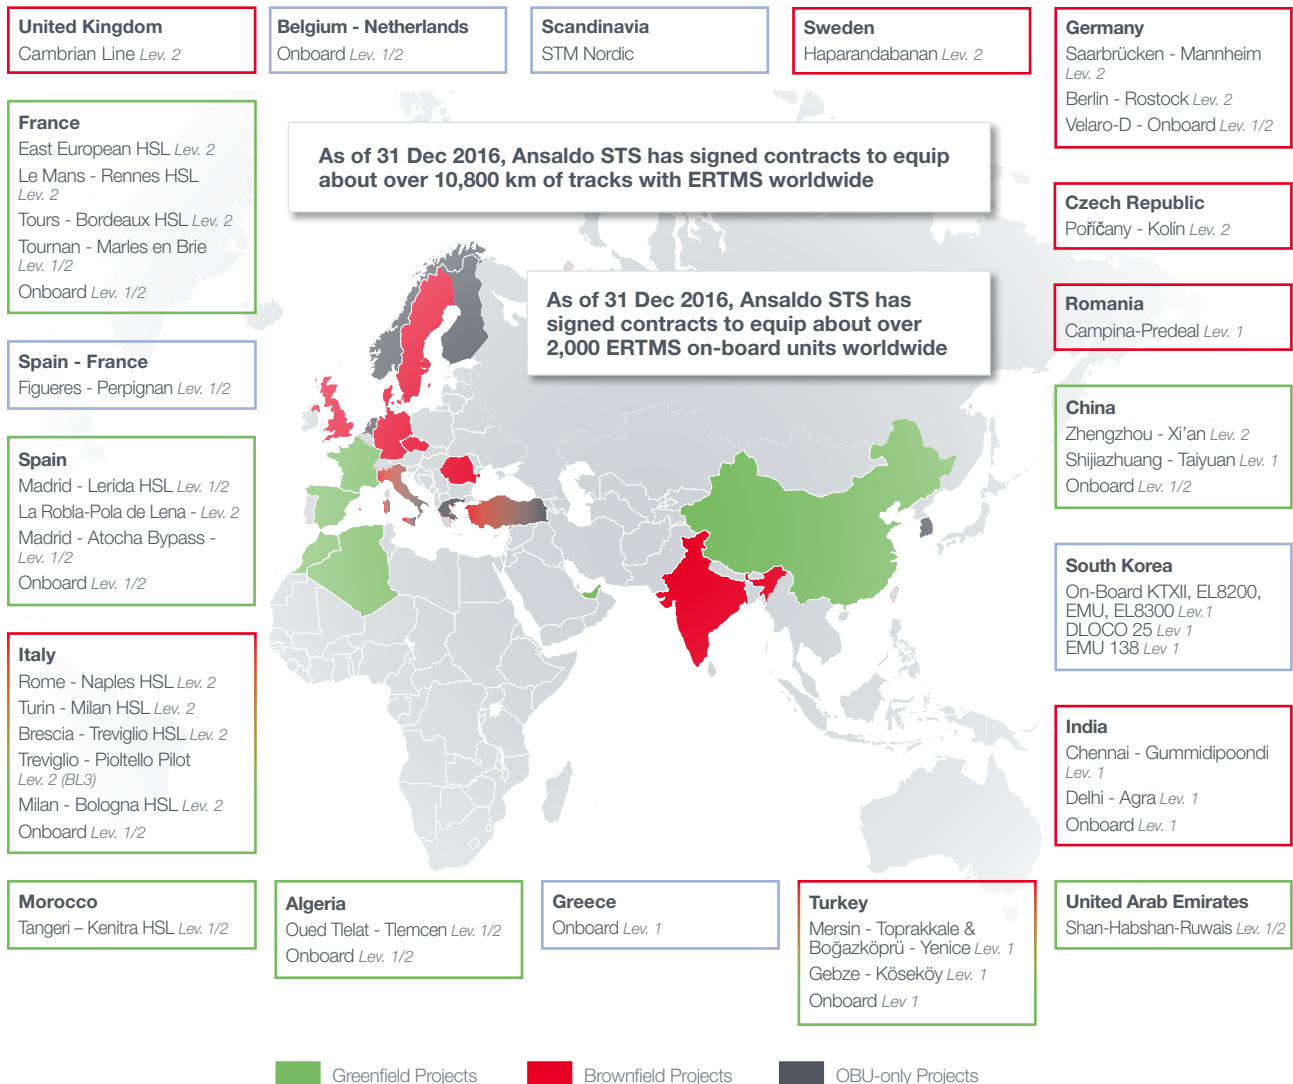 United Kingdom
Cambrian Line Lev. 2
Belgium - Netherlands
Onboard Lev. 1/2
Scandinavia
STM Nordic
Sweden
Haparandabanan Lev. 2
Germany
Saarbrücken - Mannheim
Lev. 2
Berlin - Rostock Lev. 2
Velaro-D - Onboard Lev. 1/2
France
East European HSL Lev. 2
Le Mans - Rennes HSL
Lev. 2
Tours - Bordeaux HSL Lev. 2
Tournan - Marles en Brie
Lev. 1/2
Onboard Lev. 1/2
As of 31 Dec 2016, Ansaldo STS has signed contracts to equip
about over 10,800 km of tracks with ERTMS worldwide
Czech Republic
Poříčany - Kolín Lev. 2
As of 31 Dec 2016, Ansaldo STS has
signed contracts to equip about over
2,000 ERTMS on-board units worldwide
Romania
Campina-Predeal Lev. 1
Spain - France
Figueres - Perpignan Lev. 1/2
China
Zhengzhou - Xi'an Lev. 2
Shijiazhuang - Taiyuan Lev. 1
Onboard Lev. 1/2
Spain
Madrid - Lerida HSL Lev. 1/2
La Robla-Pola de Lena - Lev. 2
Madrid - Atocha Bypass -
Lev. 1/2
Onboard Lev. 1/2
South Korea
On-Board KTXII, EL8200,
EMU, EL8300 Lev.1
DLOCO 25 Lev 1
EMU 138 Lev 1
Italy
Rome - Naples HSL Lev. 2
Turin - Milan HSL Lev. 2
Brescia - Treviglio HSL Lev. 2
Treviglio - Pioltello Pilot
Lev. 2 (BL3)
Milan - Bologna HSL Lev. 2
Onboard Lev. 1/2
India
Chennai - Gummidipoondi
Lev. 1
Delhi - Agra Lev. 1
Onboard Lev. 1
Morocco
Tangeri – Kenitra HSL Lev. 1/2
Algeria
Oued Tlelat - Tlemcen Lev. 1/2
Onboard Lev. 1/2
Greece
Onboard Lev. 1
Turkey
Mersin - Toprakkale &
Boğazköprü - Yenice Lev. 1
Gebze - Köseköy Lev. 1
Onboard Lev 1
United Arab Emirates
Shan-Habshan-Ruwais Lev. 1/2
Greenfield Projects
Brownfield Projects
OBU-only Projects